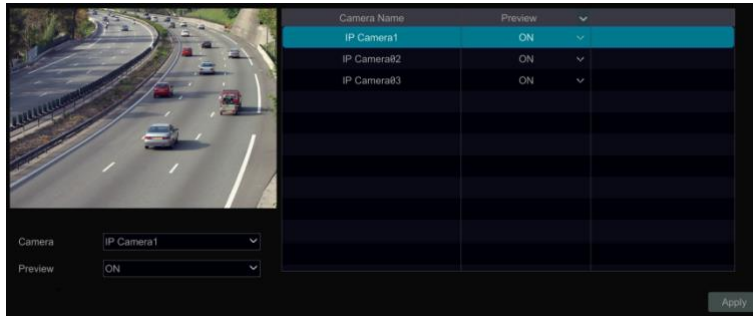 Camera Name Preview
IP Camera1 ON
IP Camera02 ON
IP Camera03 ON
Camera IP Camera1
Preview ON
Apply